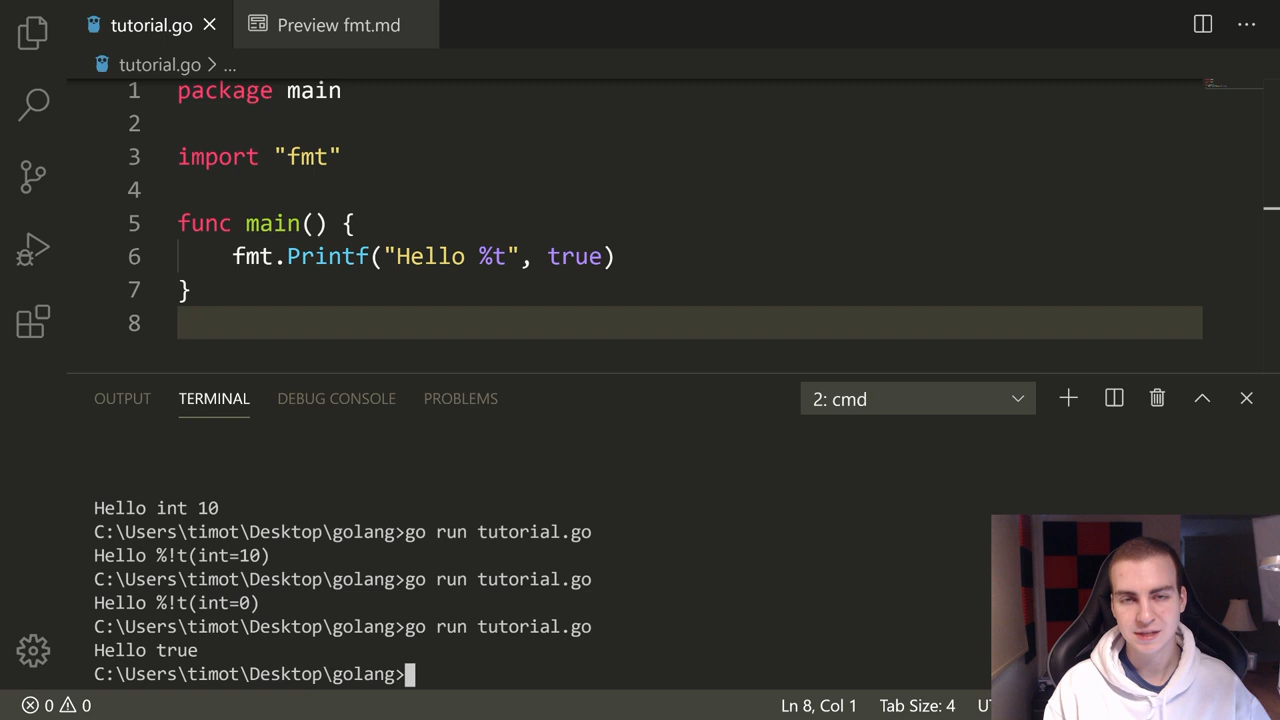 tutorial.go
Preview fmt.md
tutorial.go > ...
1 package main
2
3 import "fmt"
4
5 func main() {
6 fmt.Printf("Hello %t", true)
7 }
8
OUTPUT TERMINAL DEBUG CONSOLE PROBLEMS 2: cmd
Hello int 10
C:\Users\timot\Desktop\golang>go run tutorial.go
Hello %!t(int=10)
C:\Users\timot\Desktop\golang>go run tutorial.go
Hello %!t(int=0)
C:\Users\timot\Desktop\golang>go run tutorial.go
Hello true
C:\Users\timot\Desktop\golang>
0 0 Ln 8, Col 1 Tab Size: 4